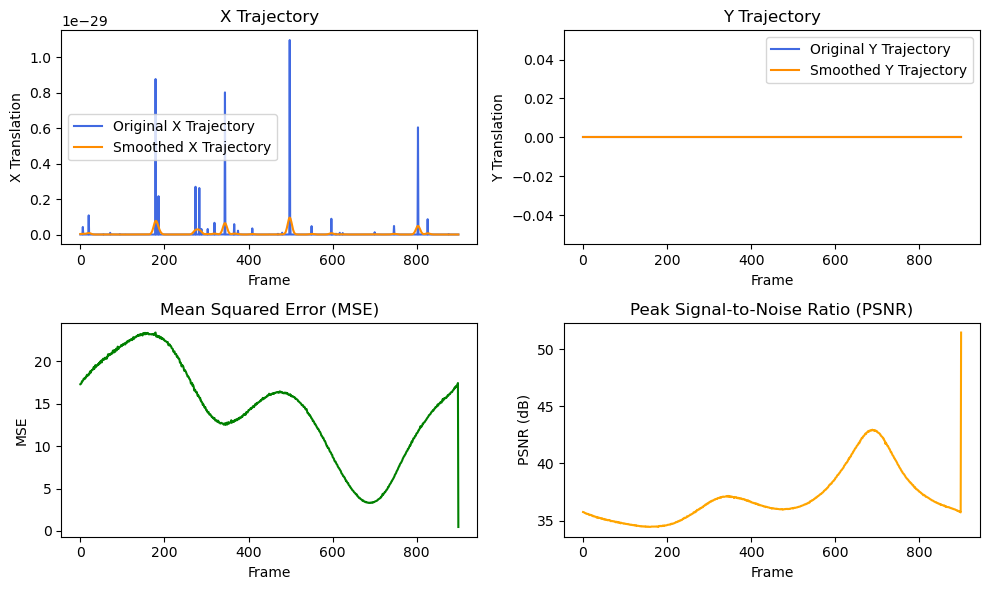 X Trajectory
1e−29
X Translation
1.0
0.8
0.6
0.4
0.2
0.0
Original X Trajectory
Smoothed X Trajectory
0 200 400 600 800
Frame
Y Trajectory
Y Translation
0.04
0.02
0.00
−0.02
−0.04
Original Y Trajectory
Smoothed Y Trajectory
0 200 400 600 800
Frame
Mean Squared Error (MSE)
MSE
20
15
10
5
0
0 200 400 600 800
Frame
Peak Signal-to-Noise Ratio (PSNR)
PSNR (dB)
50
45
40
35
0 200 400 600 800
Frame